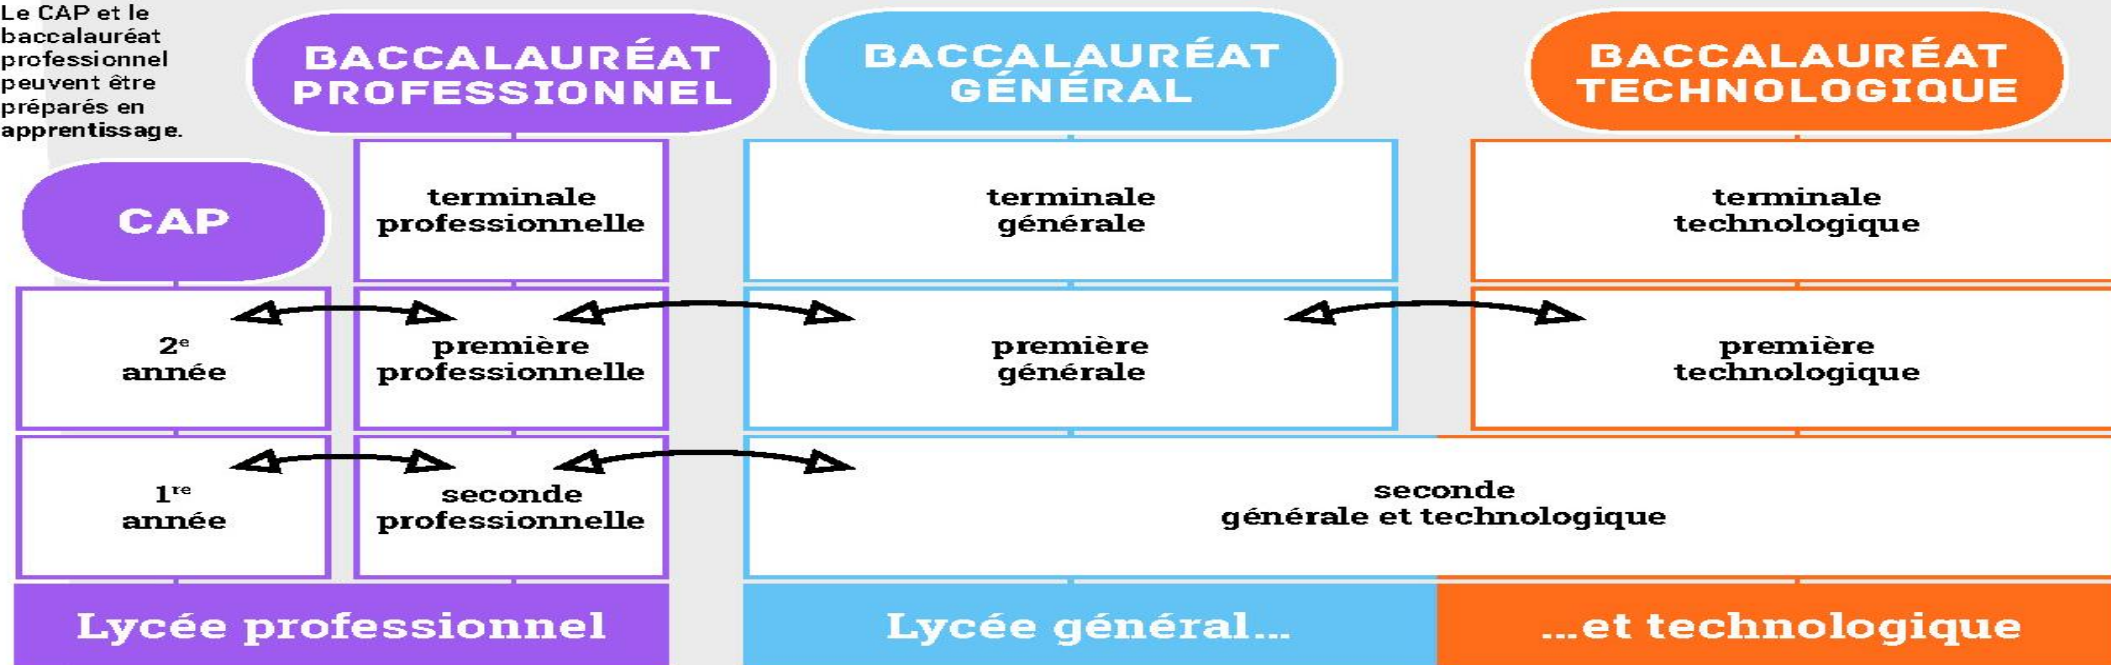 Le CAP et le
baccalauréat
professionnel
peuvent être
préparés en
apprentissage.
BACCALAURÉAT
PROFESSIONNEL
BACCALAURÉAT
GÉNÉRAL
BACCALAURÉAT
TECHNOLOGIQUE
CAP
terminale
professionnelle
terminale
générale
terminale
technologique
2e
année
première
professionnelle
première
générale
première
technologique
1re
année
seconde
professionnelle
seconde
générale et technologique
Lycée professionnel
Lycée général...
...et technologique